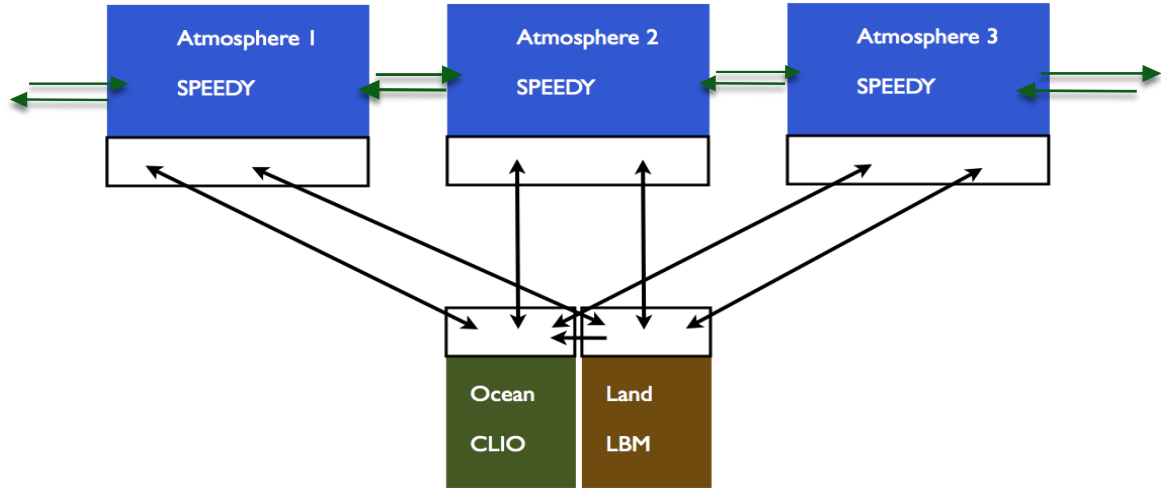 Atmosphere 1
SPEEDY
Atmosphere 2
SPEEDY
Atmosphere 3
SPEEDY
Ocean
CLIO
Land
LBM